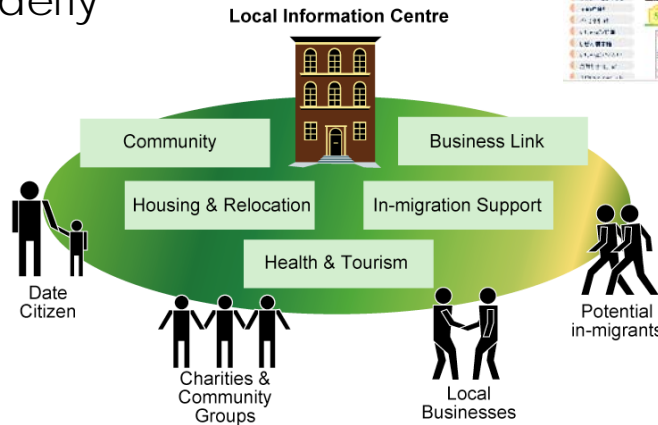 Local Information Centre
Community
Business Link
Housing & Relocation
In-migration Support
Health & Tourism
Date
Citizen
Charities &
Community
Groups
Local
Businesses
Potential
in-migrants